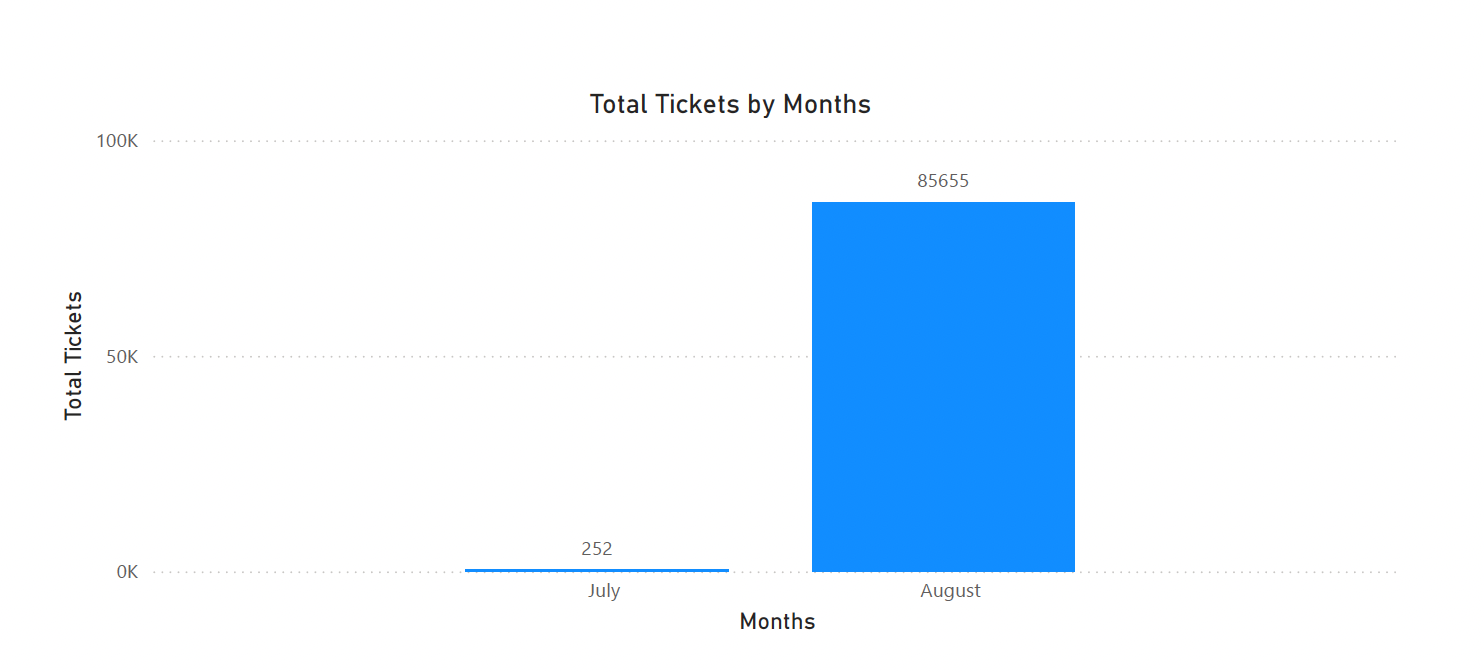 Total Tickets by Months
100K
85655
Total Tickets
50K
252
0K
July August
Months